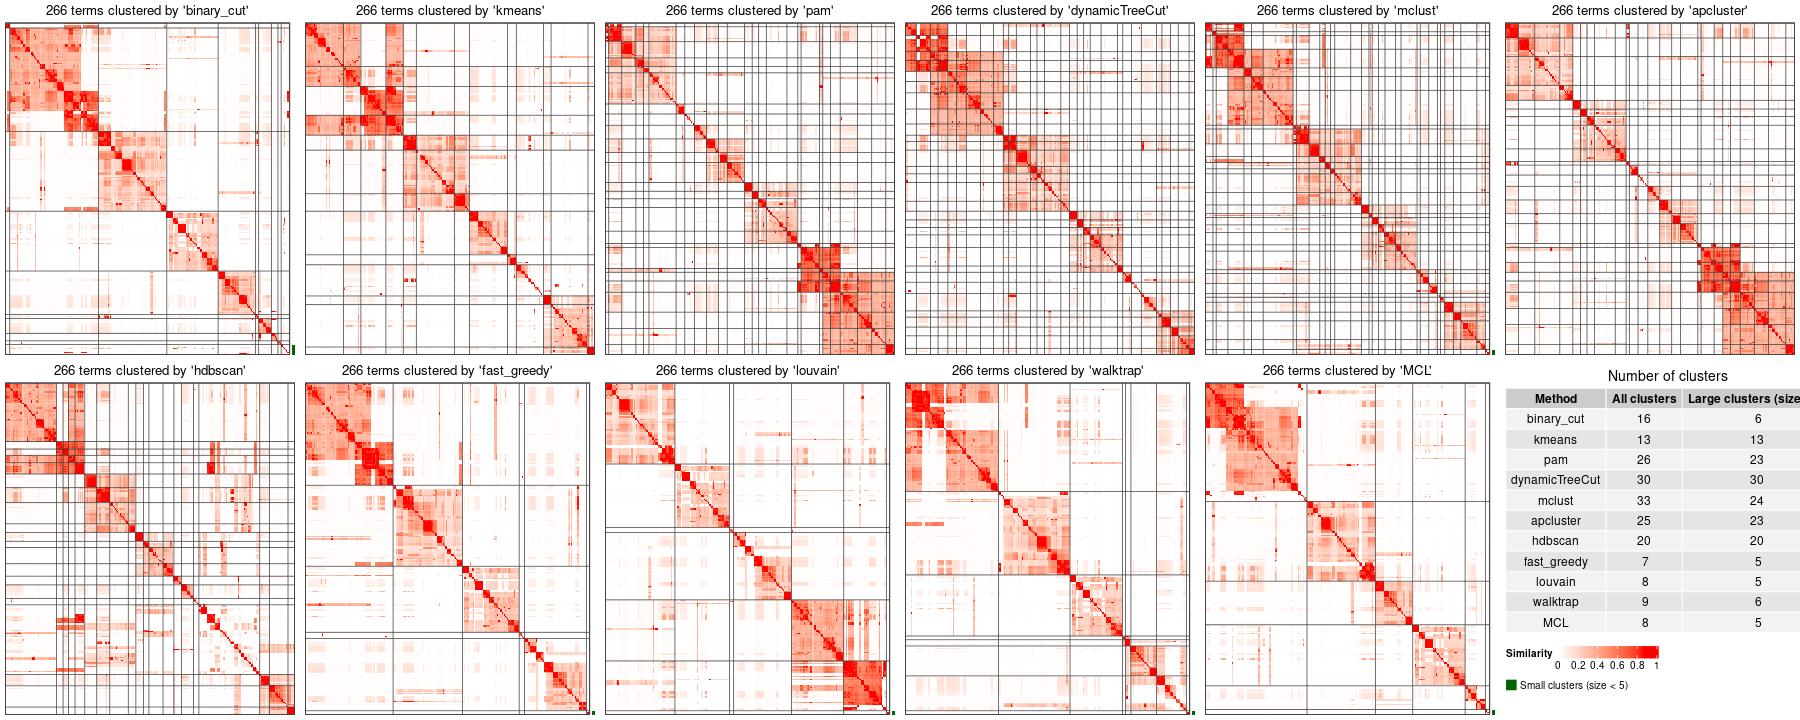 266 terms clustered by 'binary_cut'
266 terms clustered by 'kmeans'
266 terms clustered by 'pam'
266 terms clustered by 'dynamicTreeCut'
266 terms clustered by 'mclust'
266 terms clustered by 'apcluster'
266 terms clustered by 'hdbscan'
266 terms clustered by 'fast_greedy'
266 terms clustered by 'louvain'
266 terms clustered by 'walktrap'
266 terms clustered by 'MCL'
Number of clusters
Method All clusters Large clusters (size
binary_cut 16 6
kmeans 13 13
pam 26 23
dynamicTreeCut 30 30
mclust 33 24
apcluster 25 23
hdbscan 20 20
fast_greedy 7 5
louvain 8 5
walktrap 9 6
MCL 8 5
Similarity
0 0.2 0.4 0.6 0.8 1
Small clusters (size < 5)